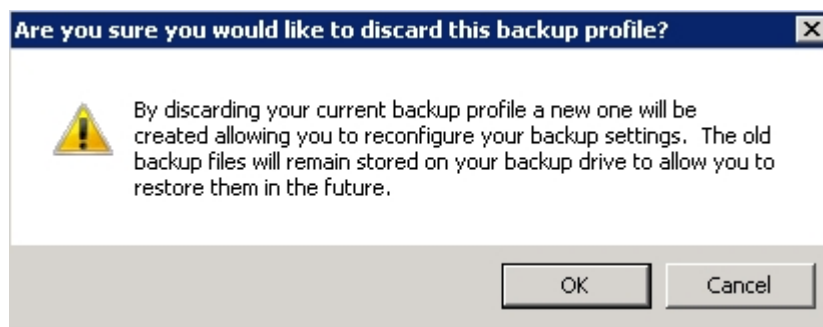 Are you sure you would like to discard this backup profile?
By discarding your current backup profile a new one will be
created allowing you to reconfigure your backup settings.  The old
backup files will remain stored on your backup drive to allow you to
restore them in the future.
OK
Cancel